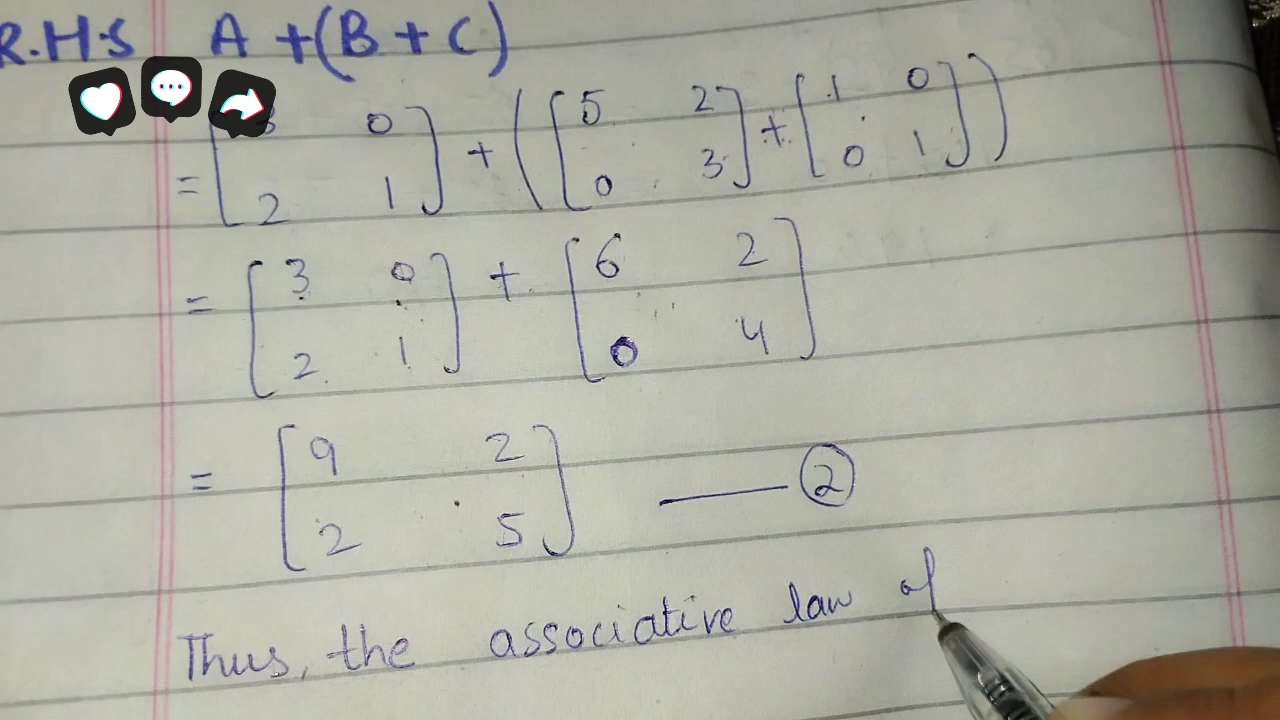 R.H.S A + (B + C)
= [3 0 2 1] + ([5 2 0 3] + [1 0 0 1])
= [3 0 2 1] + [6 2 0 4]
= [9 2 2 5] — 2
Thus, the associative law of